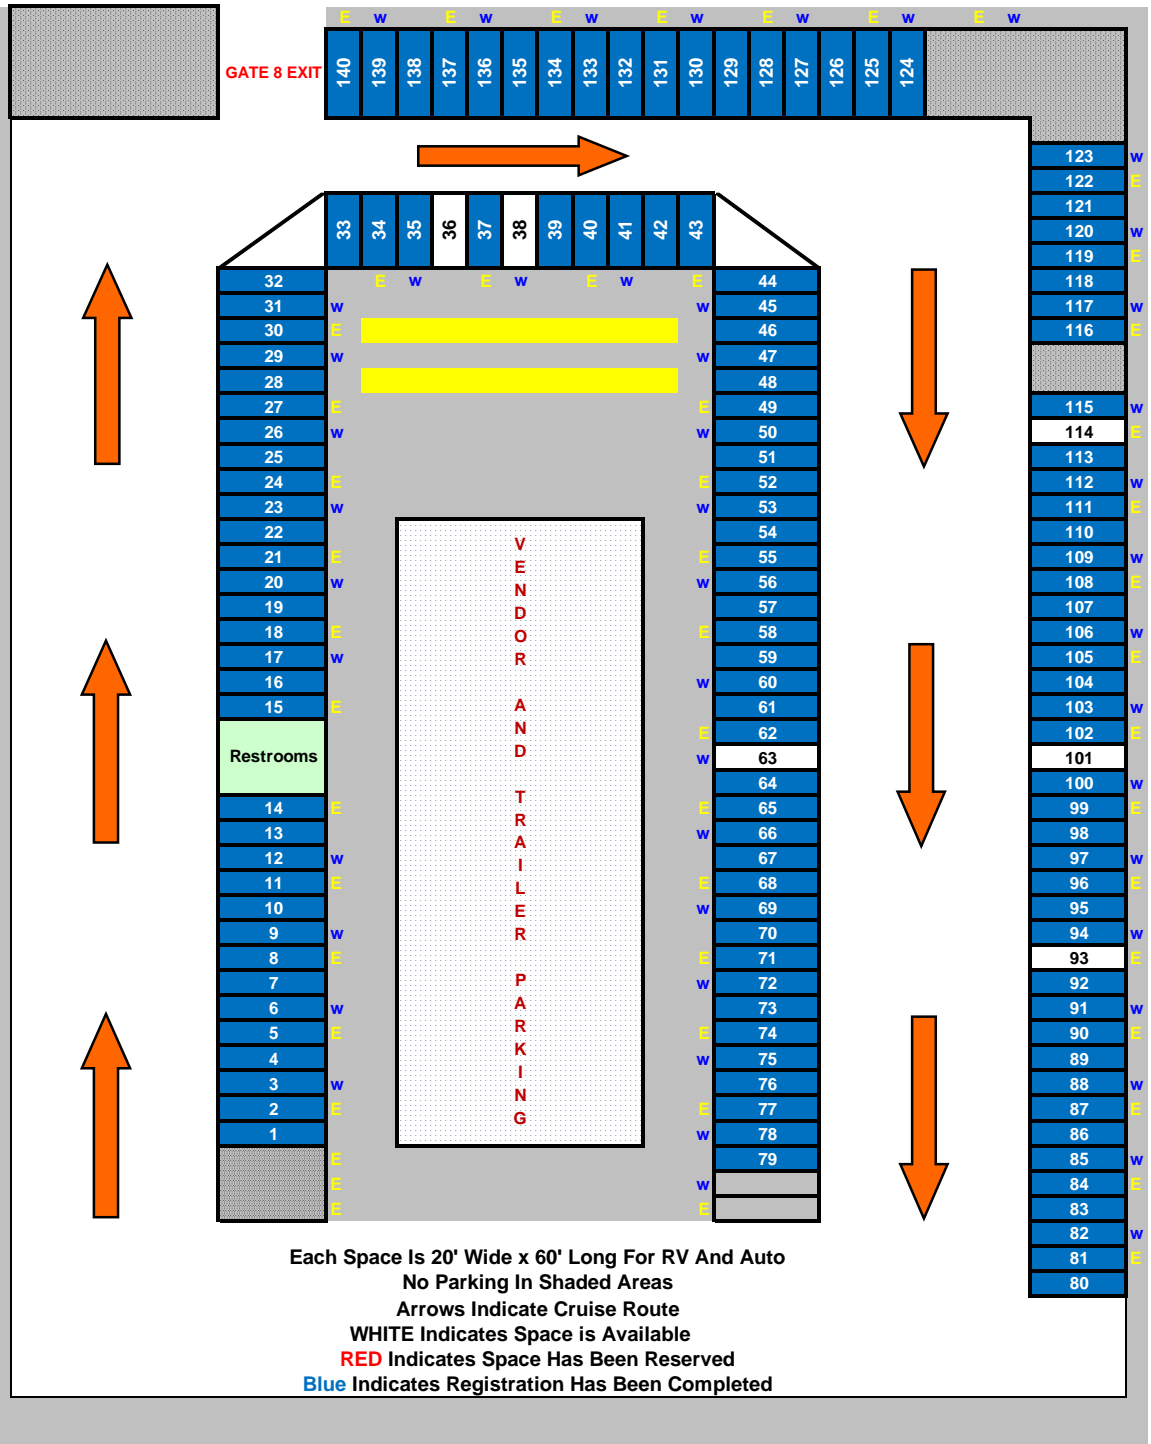 E w E w E w E w E w E w E w
GATE 8 EXIT
140 139 138 137 136 135 134 133 132 131 130 129 128 127 126 125 124
123 w
122 E
121
120 w
119 E
118
117 w
116 E
33 34 35 36 37 38 39 40 41 42 43
32 E w E w E w E 44
31 w w 45
30 E 46
29 w w 47
28 48
27 E E 49
26 w w 50
25 51
24 E E 52
23 w w 53
22 54
21 E E 55
20 w w 56
19 57
18 E E 58
17 w 59
16 w 60
15 E 61
E 62
Restrooms
w 63
64
14 E E 65
13 w 66
12 w 67
11 E E 68
10 w 69
9 w 70
8 E E 71
7 w 72
6 w 73
5 E E 74
4 w 75
3 w 76
2 E E 77
1 w 78
E 79
E w
E E
VENDOR AND TRAILER PARKING
115 w
114 E
113
112 w
111 E
110
109 w
108 E
107
106 w
105 E
104
103 w
102 E
101
100 w
99 E
98
97 w
96 E
95
94 w
93 E
92
91 w
90 E
89
88 w
87 E
86
85 w
84 E
83
82 w
81 E
80
Each Space Is 20' Wide x 60' Long For RV And Auto
No Parking In Shaded Areas
Arrows Indicate Cruise Route
WHITE Indicates Space is Available
RED Indicates Space Has Been Reserved
Blue Indicates Registration Has Been Completed